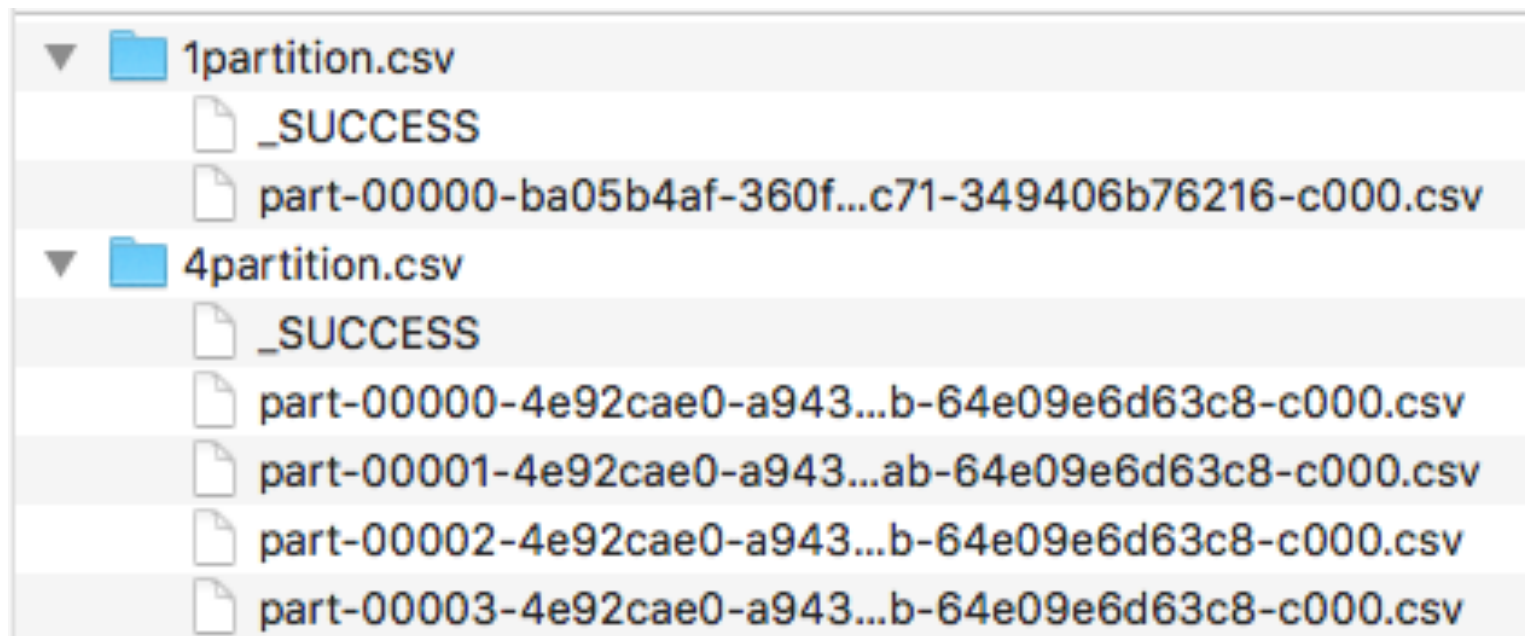 1partition.csv
_SUCCESS
part-00000-ba05b4af-360f...c71-349406b76216-c000.csv
4partition.csv
_SUCCESS
part-00000-4e92cae0-a943...b-64e09e6d63c8-c000.csv
part-00001-4e92cae0-a943...ab-64e09e6d63c8-c000.csv
part-00002-4e92cae0-a943...b-64e09e6d63c8-c000.csv
part-00003-4e92cae0-a943...b-64e09e6d63c8-c000.csv